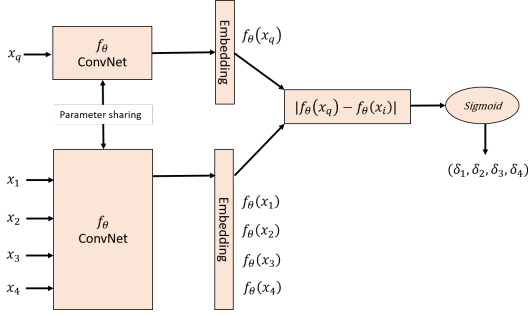 x_q
f_θ
ConvNet
Embedding
f_θ(x_q)
Parameter sharing
|f_θ(x_q) − f_θ(x_i)|
Sigmoid
(δ_1, δ_2, δ_3, δ_4)
x_1
x_2
x_3
x_4
f_θ
ConvNet
Embedding
f_θ(x_1)
f_θ(x_2)
f_θ(x_3)
f_θ(x_4)